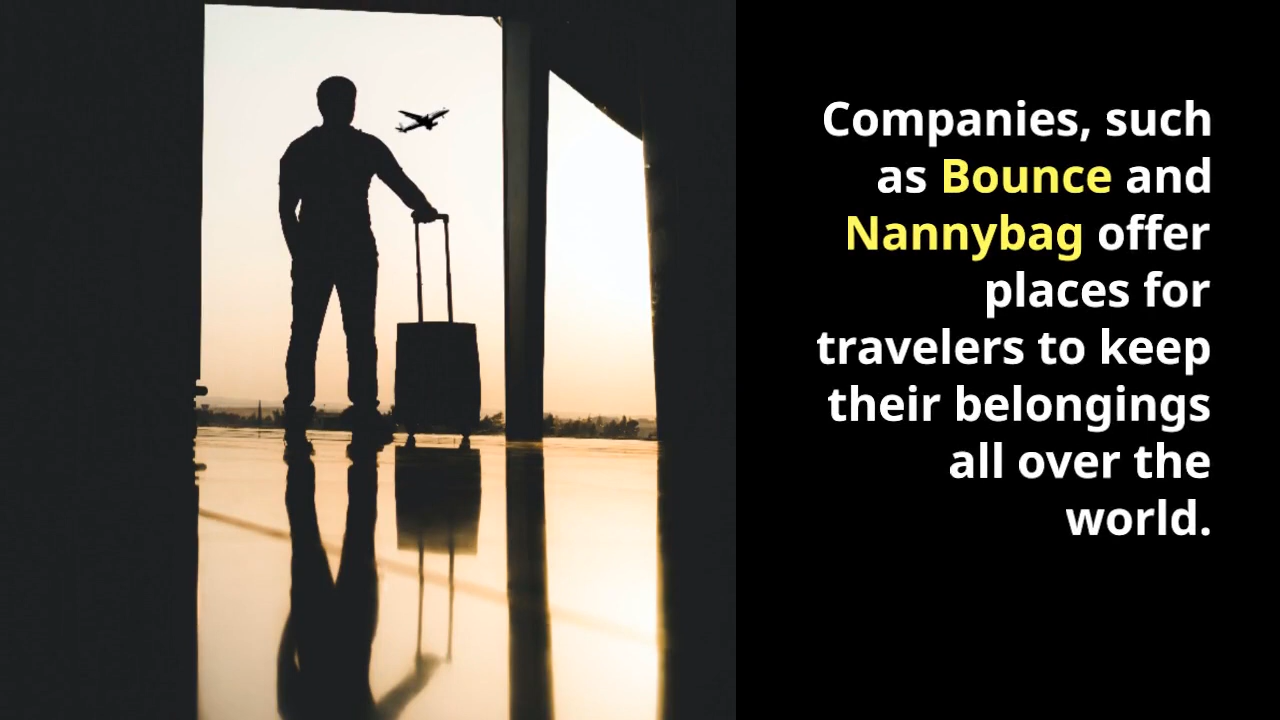 Companies, such
as Bounce and
Nannybag offer
places for
travelers to keep
their belongings
all over the
world.